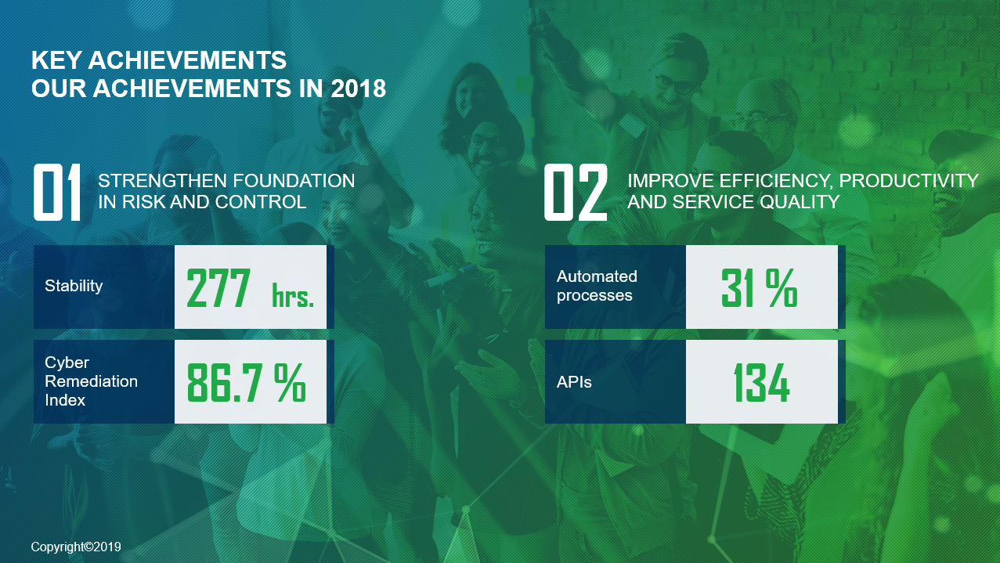 KEY ACHIEVEMENTS
OUR ACHIEVEMENTS IN 2018
01
STRENGTHEN FOUNDATION
IN RISK AND CONTROL
Stability
277 hrs.
Cyber
Remediation
Index
86.7 %
02
IMPROVE EFFICIENCY, PRODUCTIVITY
AND SERVICE QUALITY
Automated
processes
31 %
APIs
134
Copyright©2019